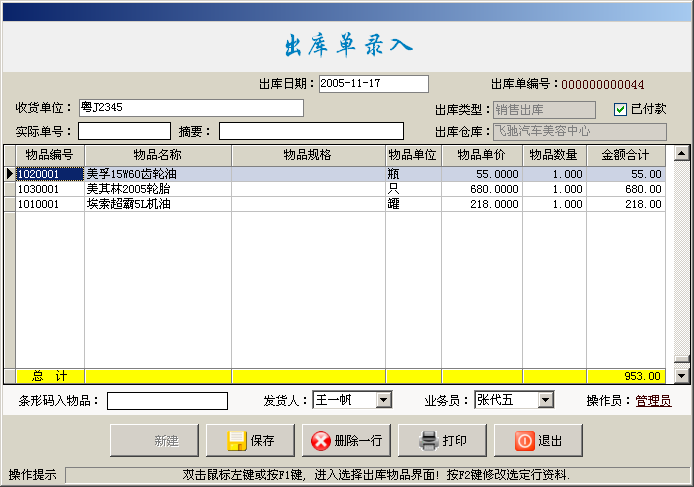 出库单录入
出库日期： 2005-11-17 出库单编号：000000000044
收货单位： 粤J2345 出库类型： 销售出库 已付款
实际单号： 摘要： 出库仓库： 飞驰汽车美容中心
物品编号 物品名称 物品规格 物品单位 物品单价 物品数量 金额合计
1020001 美孚15W60齿轮油 瓶 55.0000 1.000 55.00
1030001 美其林2005轮胎 只 680.0000 1.000 680.00
1010001 埃索超霸5L机油 罐 218.0000 1.000 218.00
总 计 953.00
条形码入物品： 发货人： 王一帆 业务员： 张代五 操作员： 管理员
新建 保存 删除一行 打印 退出
操作提示 双击鼠标左键或按F1键, 进入选择出库物品界面! 按F2键修改选定行资料.